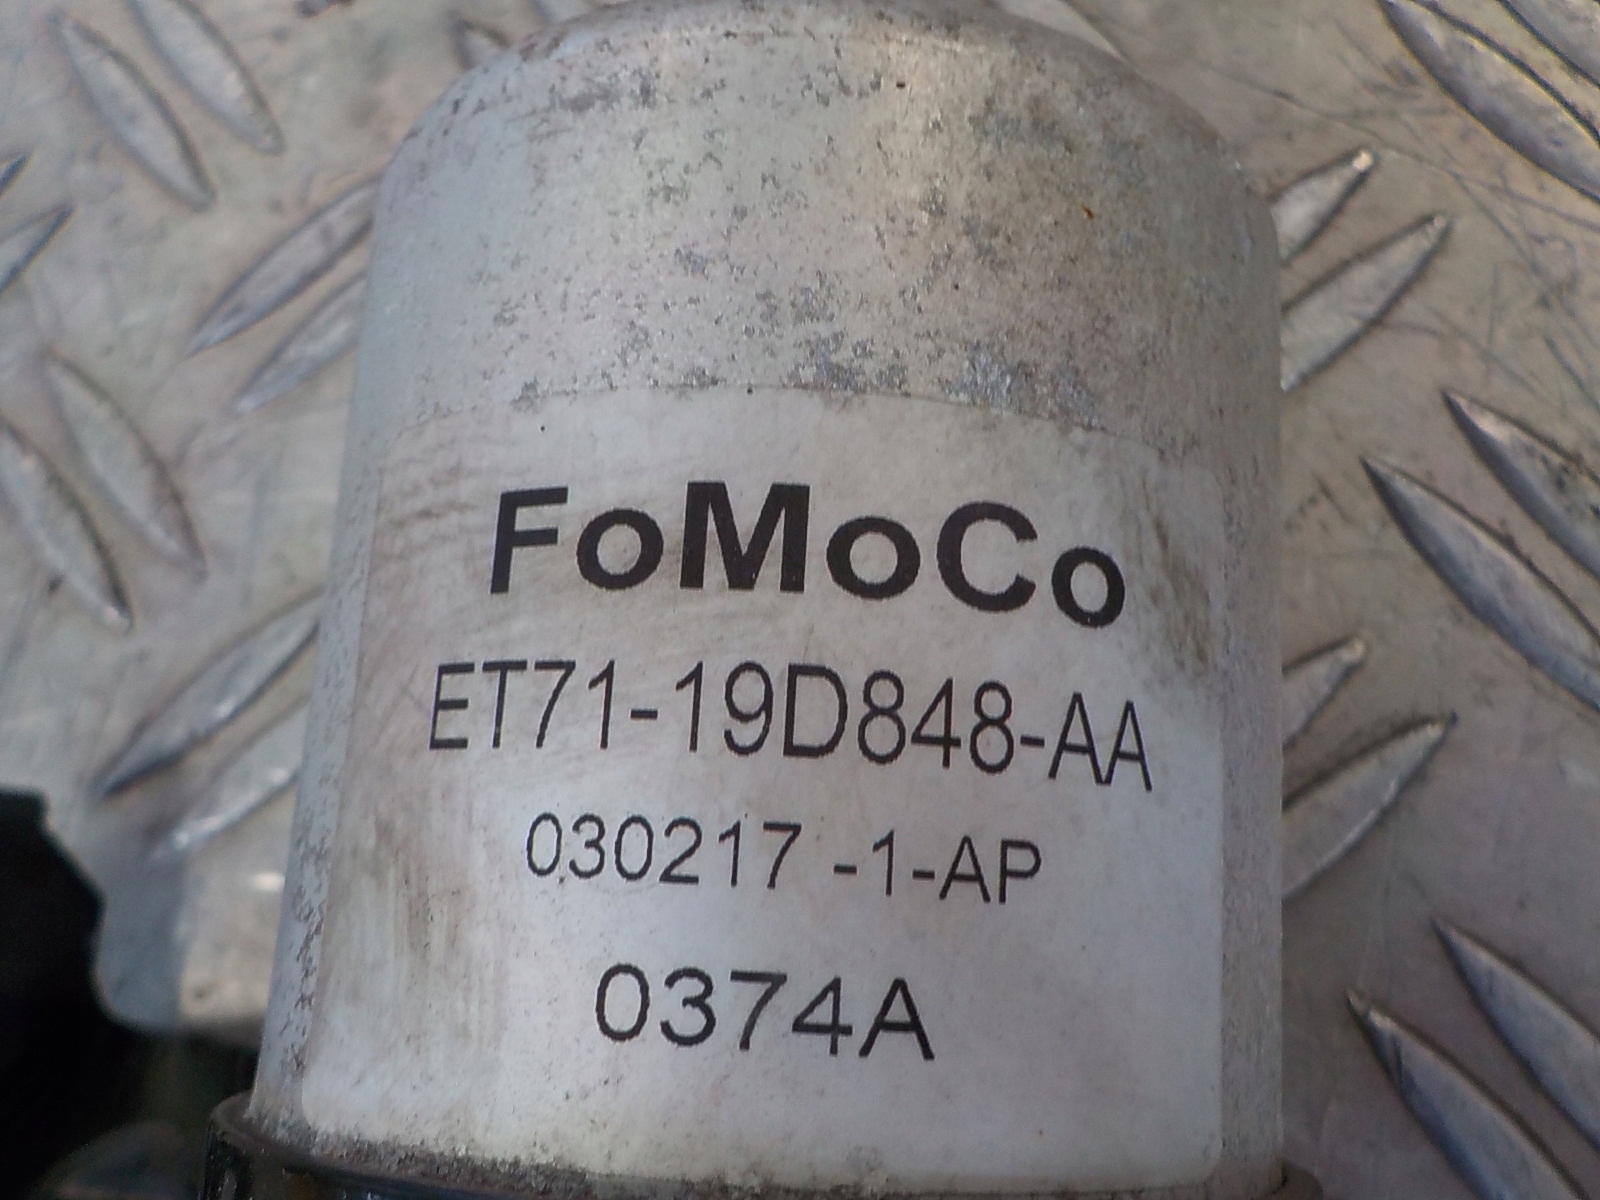 FoMoCo
ET71-19D848-AA
030217 -1-AP
0374A